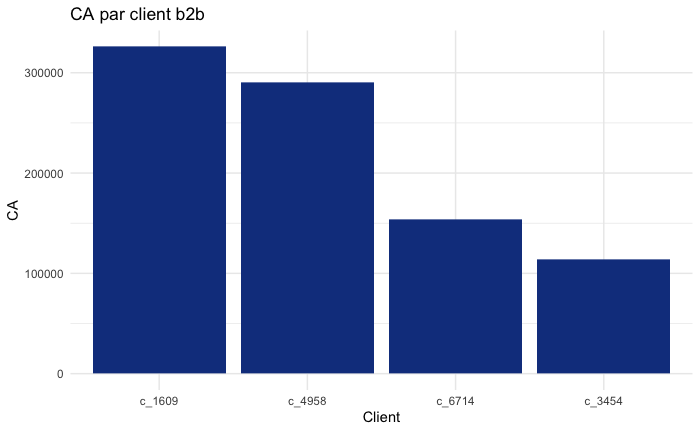 CA par client b2b
CA
300000
200000
100000
0
c_1609
c_4958
c_6714
c_3454
Client